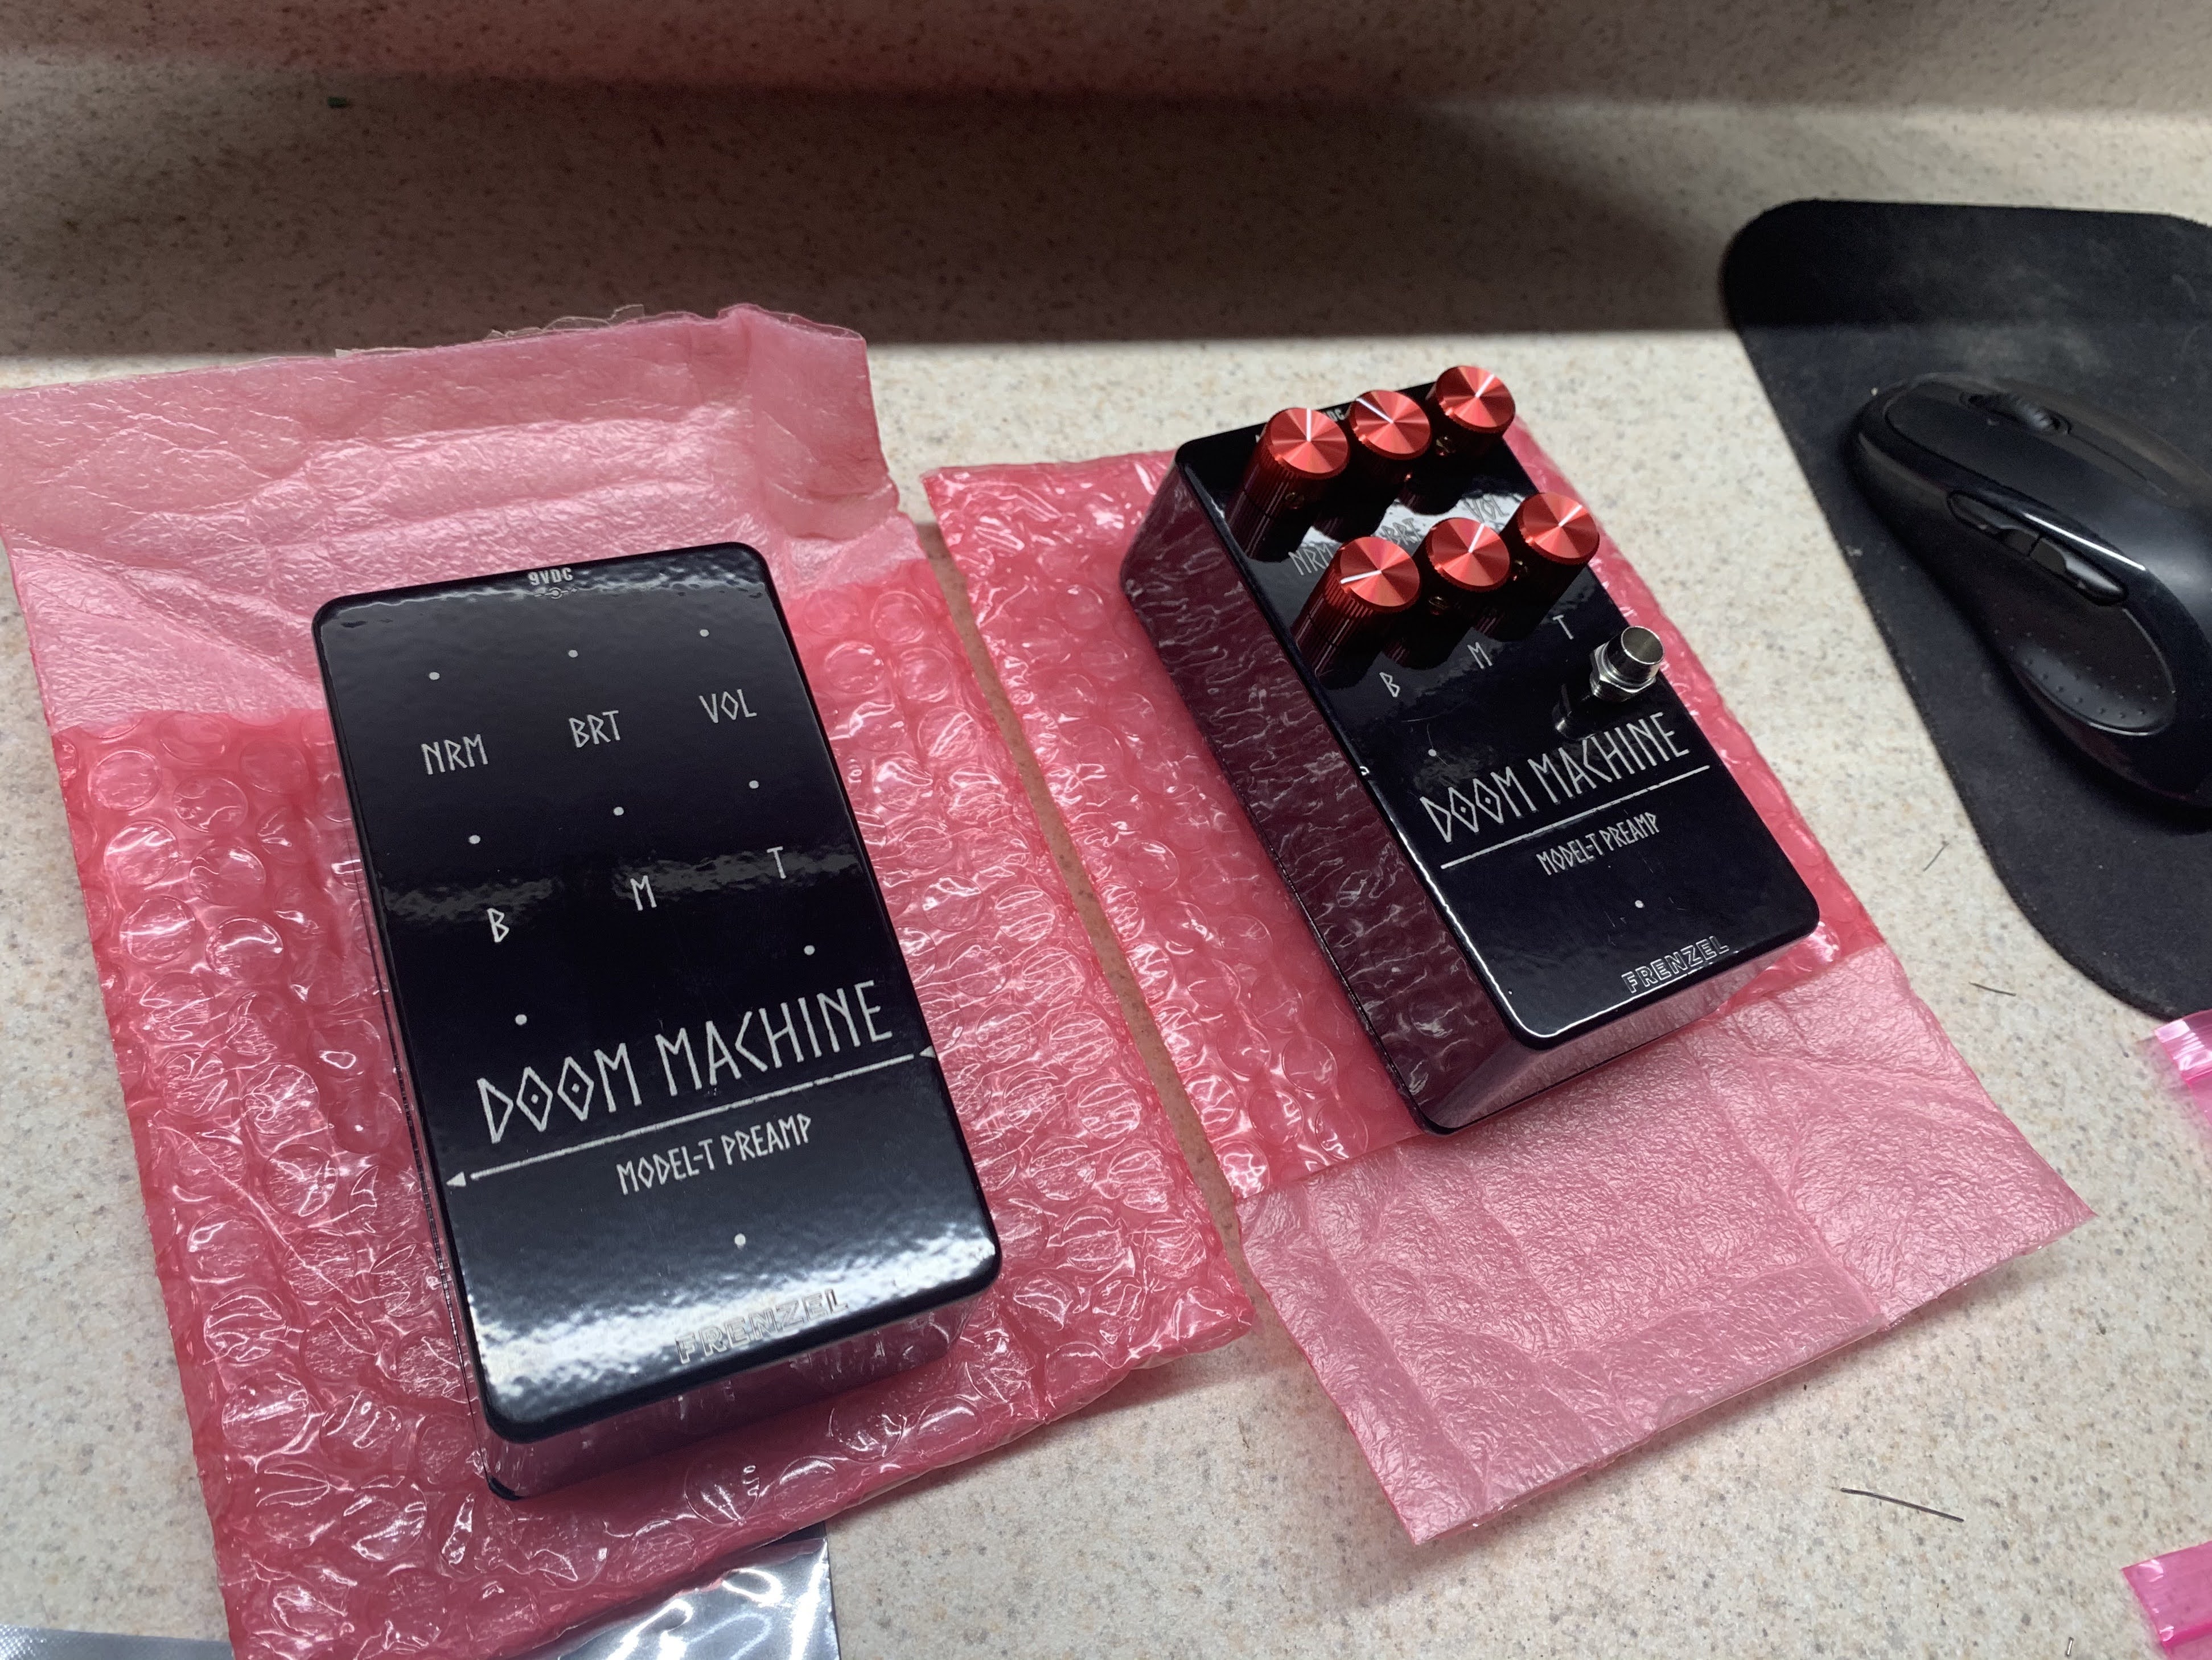 9VDC
NRM BRT VOL
B M T
DOOM MACHINE
MODEL-T PREAMP
FRENZEL
NRM BRT VOL
B M T
DOOM MACHINE
MODEL-T PREAMP
FRENZEL